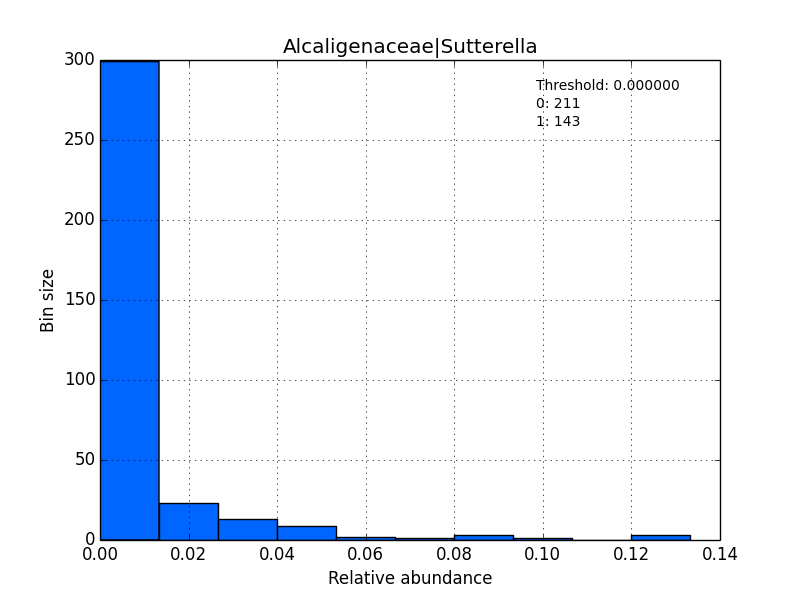 Alcaligenaceae|Sutterella
Threshold: 0.000000
0: 211
1: 143
300
250
200
150
100
50
0
Bin size
0.00 0.02 0.04 0.06 0.08 0.10 0.12 0.14
Relative abundance